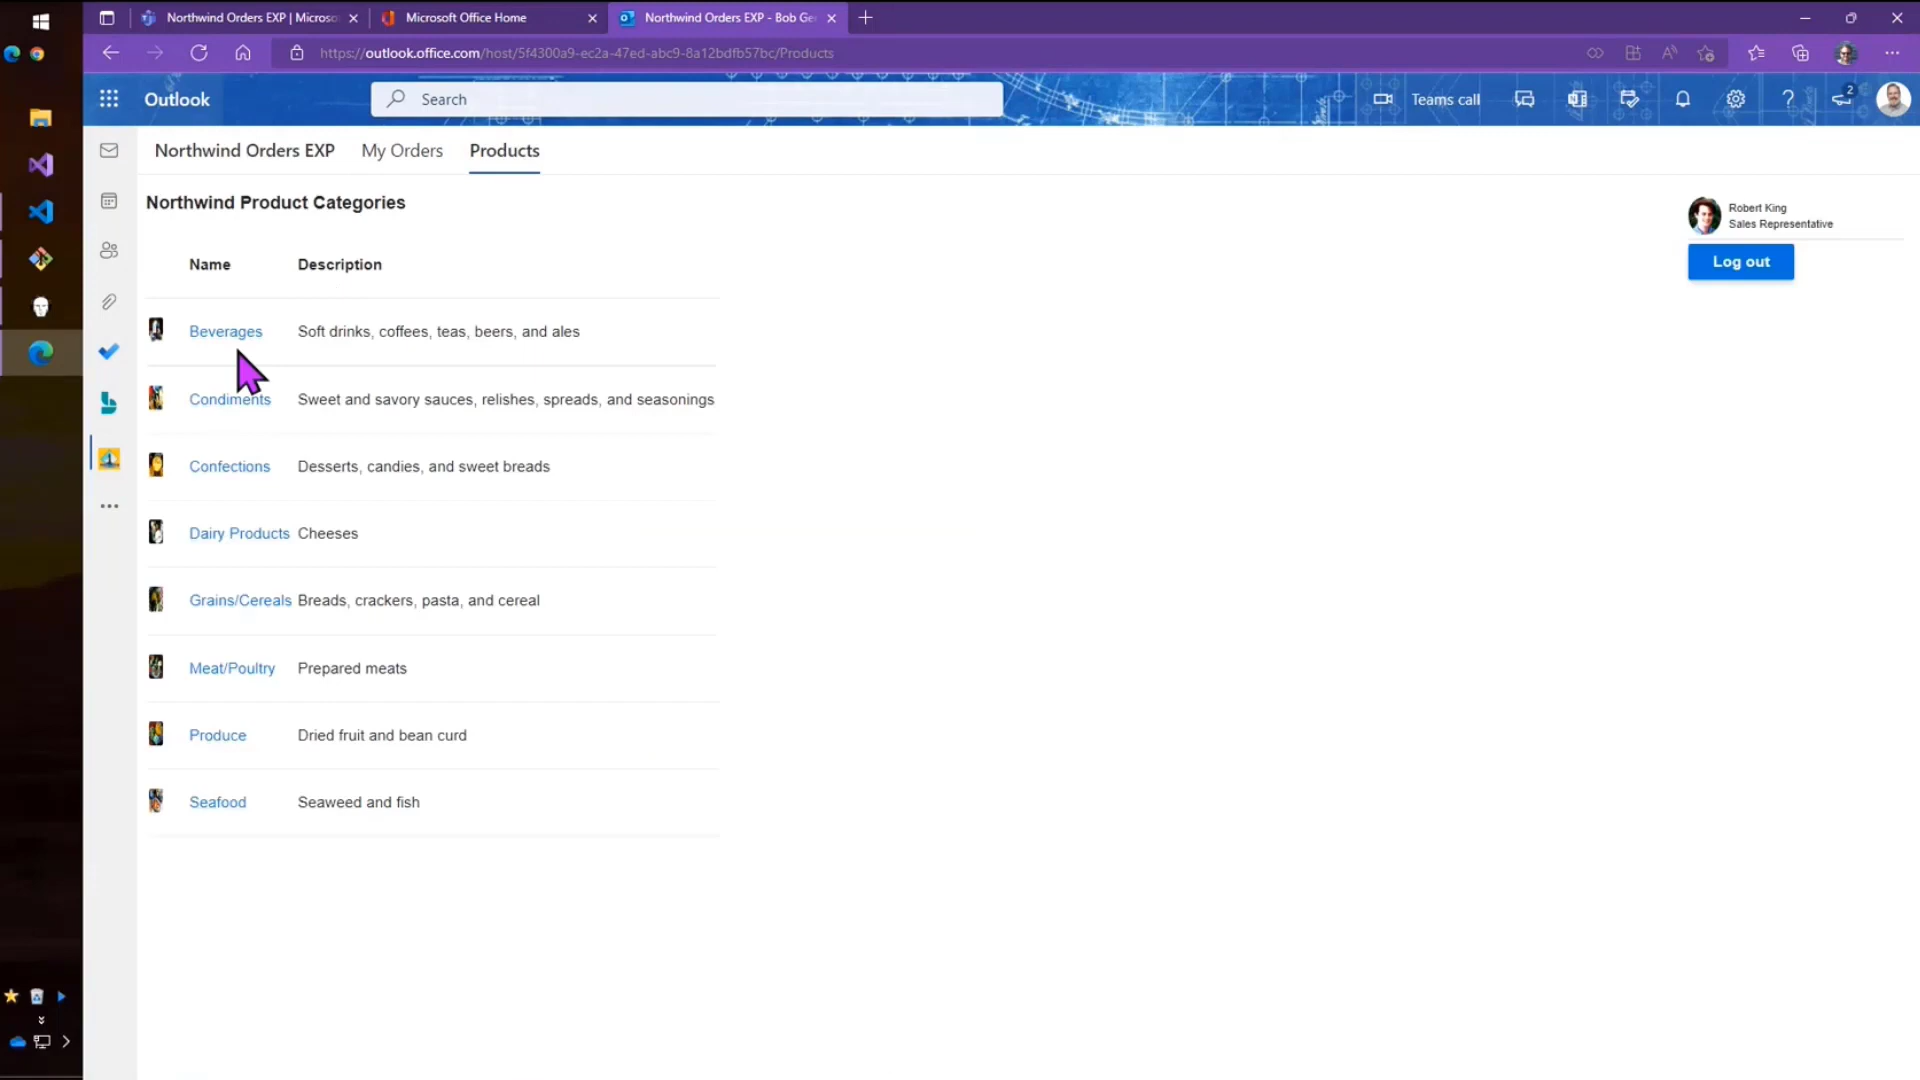 Northwind Orders EXP | Microso
Microsoft Office Home
Northwind Orders EXP - Bob Ge
https://outlook.office.com/host/5f4300a9-ec2a-47ed-abc9-8a12bdfb57bc/Products
Outlook
Search
Teams call
2
Northwind Orders EXP
My Orders
Products
Northwind Product Categories
Robert King
Sales Representative
Log out
Name Description
Beverages Soft drinks, coffees, teas, beers, and ales
Condiments Sweet and savory sauces, relishes, spreads, and seasonings
Confections Desserts, candies, and sweet breads
Dairy Products Cheeses
Grains/Cereals Breads, crackers, pasta, and cereal
Meat/Poultry Prepared meats
Produce Dried fruit and bean curd
Seafood Seaweed and fish